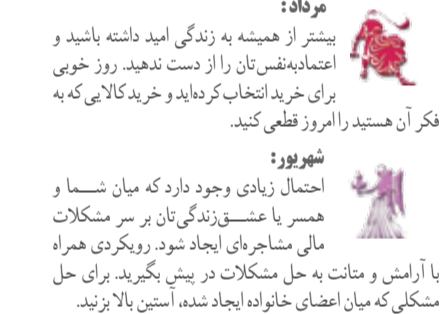 مرداد:
بیشتر از همیشه به زندگی امید داشته باشید و
اعتمادبه‌نفس‌تان را از دست ندهید. روز خوبی
برای خرید انتخاب کرده‌اید و خرید کالایی که به
فکر آن هستید را امروز قطعی کنید.
شهریور:
احتمال زیادی وجود دارد که میان شما و
همسر یا عشق‌زندگی‌تان بر سر مشکلات
مالی مشاجره‌ای ایجاد شود. رویکردی همراه
با آرامش و متانت به حل مشکلات در پیش بگیرید. برای حل
مشکلی که میان اعضای خانواده ایجاد شده، آستین بالا بزنید.